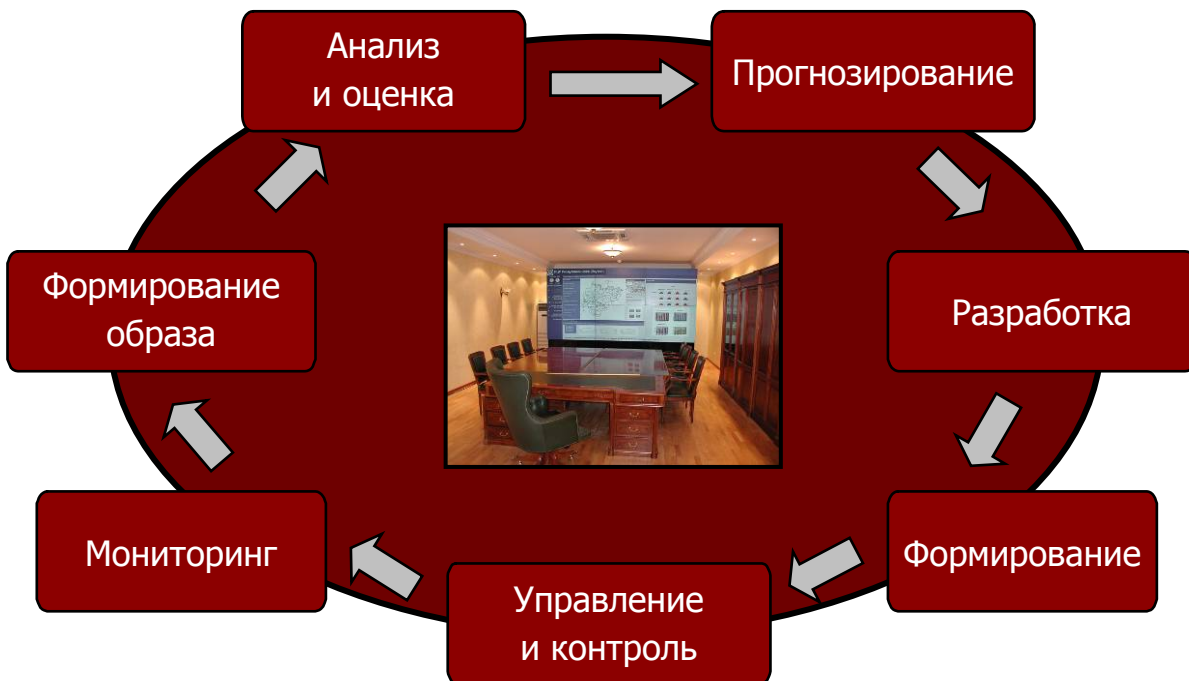 Анализ
и оценка
Прогнозирование
Формирование
образа
Разработка
Мониторинг
Формирование
Управление
и контроль